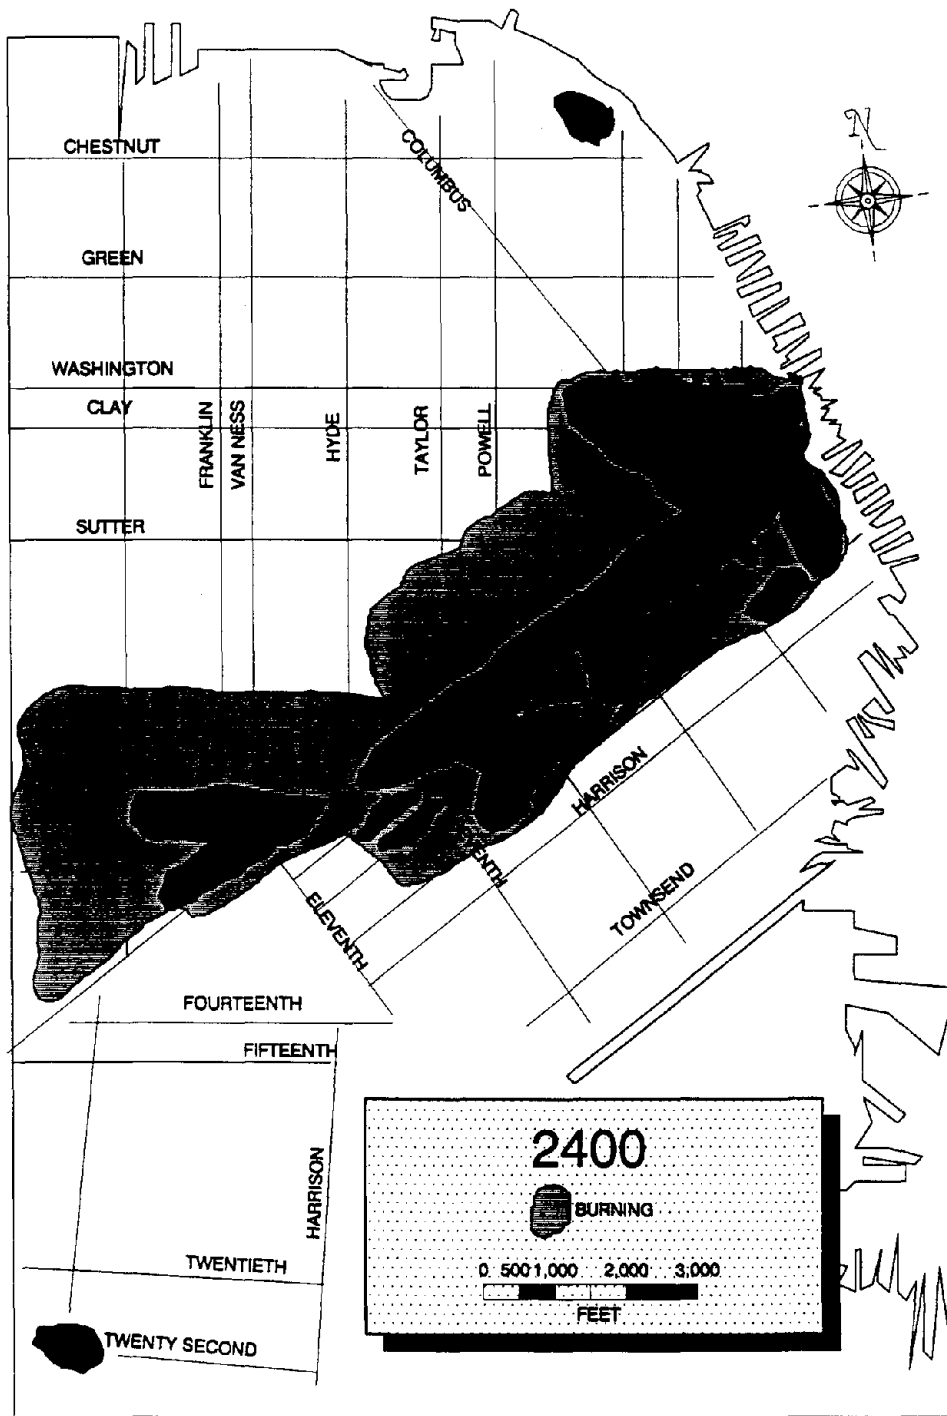 N
CHESTNUT
COLUMBUS
GREEN
WASHINGTON
CLAY
FRANKLIN
VAN NESS
HYDE
TAYLOR
POWELL
SUTTER
HARRISON
ENTH
ELEVENTH
TOWNSEND
FOURTEENTH
FIFTEENTH
HARRISON
2400
BURNING
TWENTIETH
0 500 1,000 2,000 3,000
FEET
TWENTY SECOND